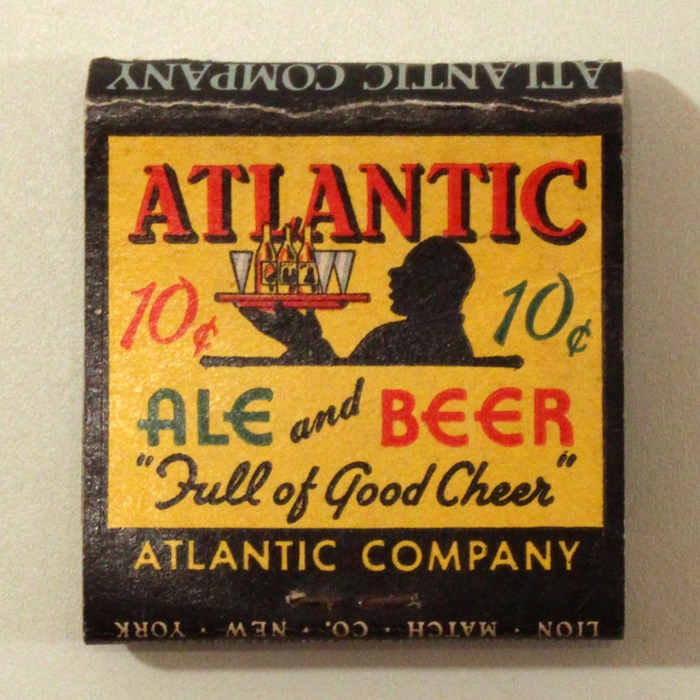 ATLANTIC COMPANY
ATLANTIC
10¢ 10¢
ALE and BEER
"Full of Good Cheer"
ATLANTIC COMPANY
LION · MATCH · CO. · NEW · YORK